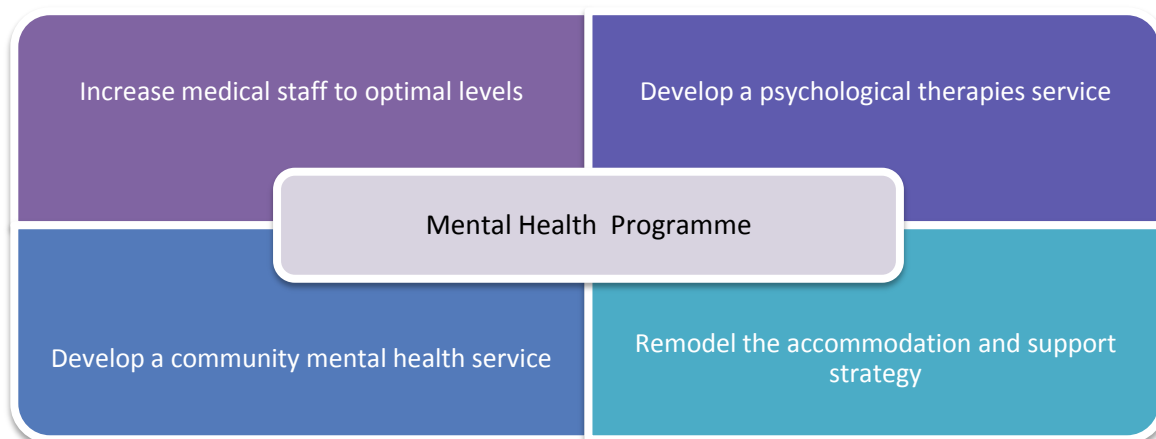 Increase medical staff to optimal levels
Develop a psychological therapies service
Mental Health Programme
Develop a community mental health service
Remodel the accommodation and support
strategy